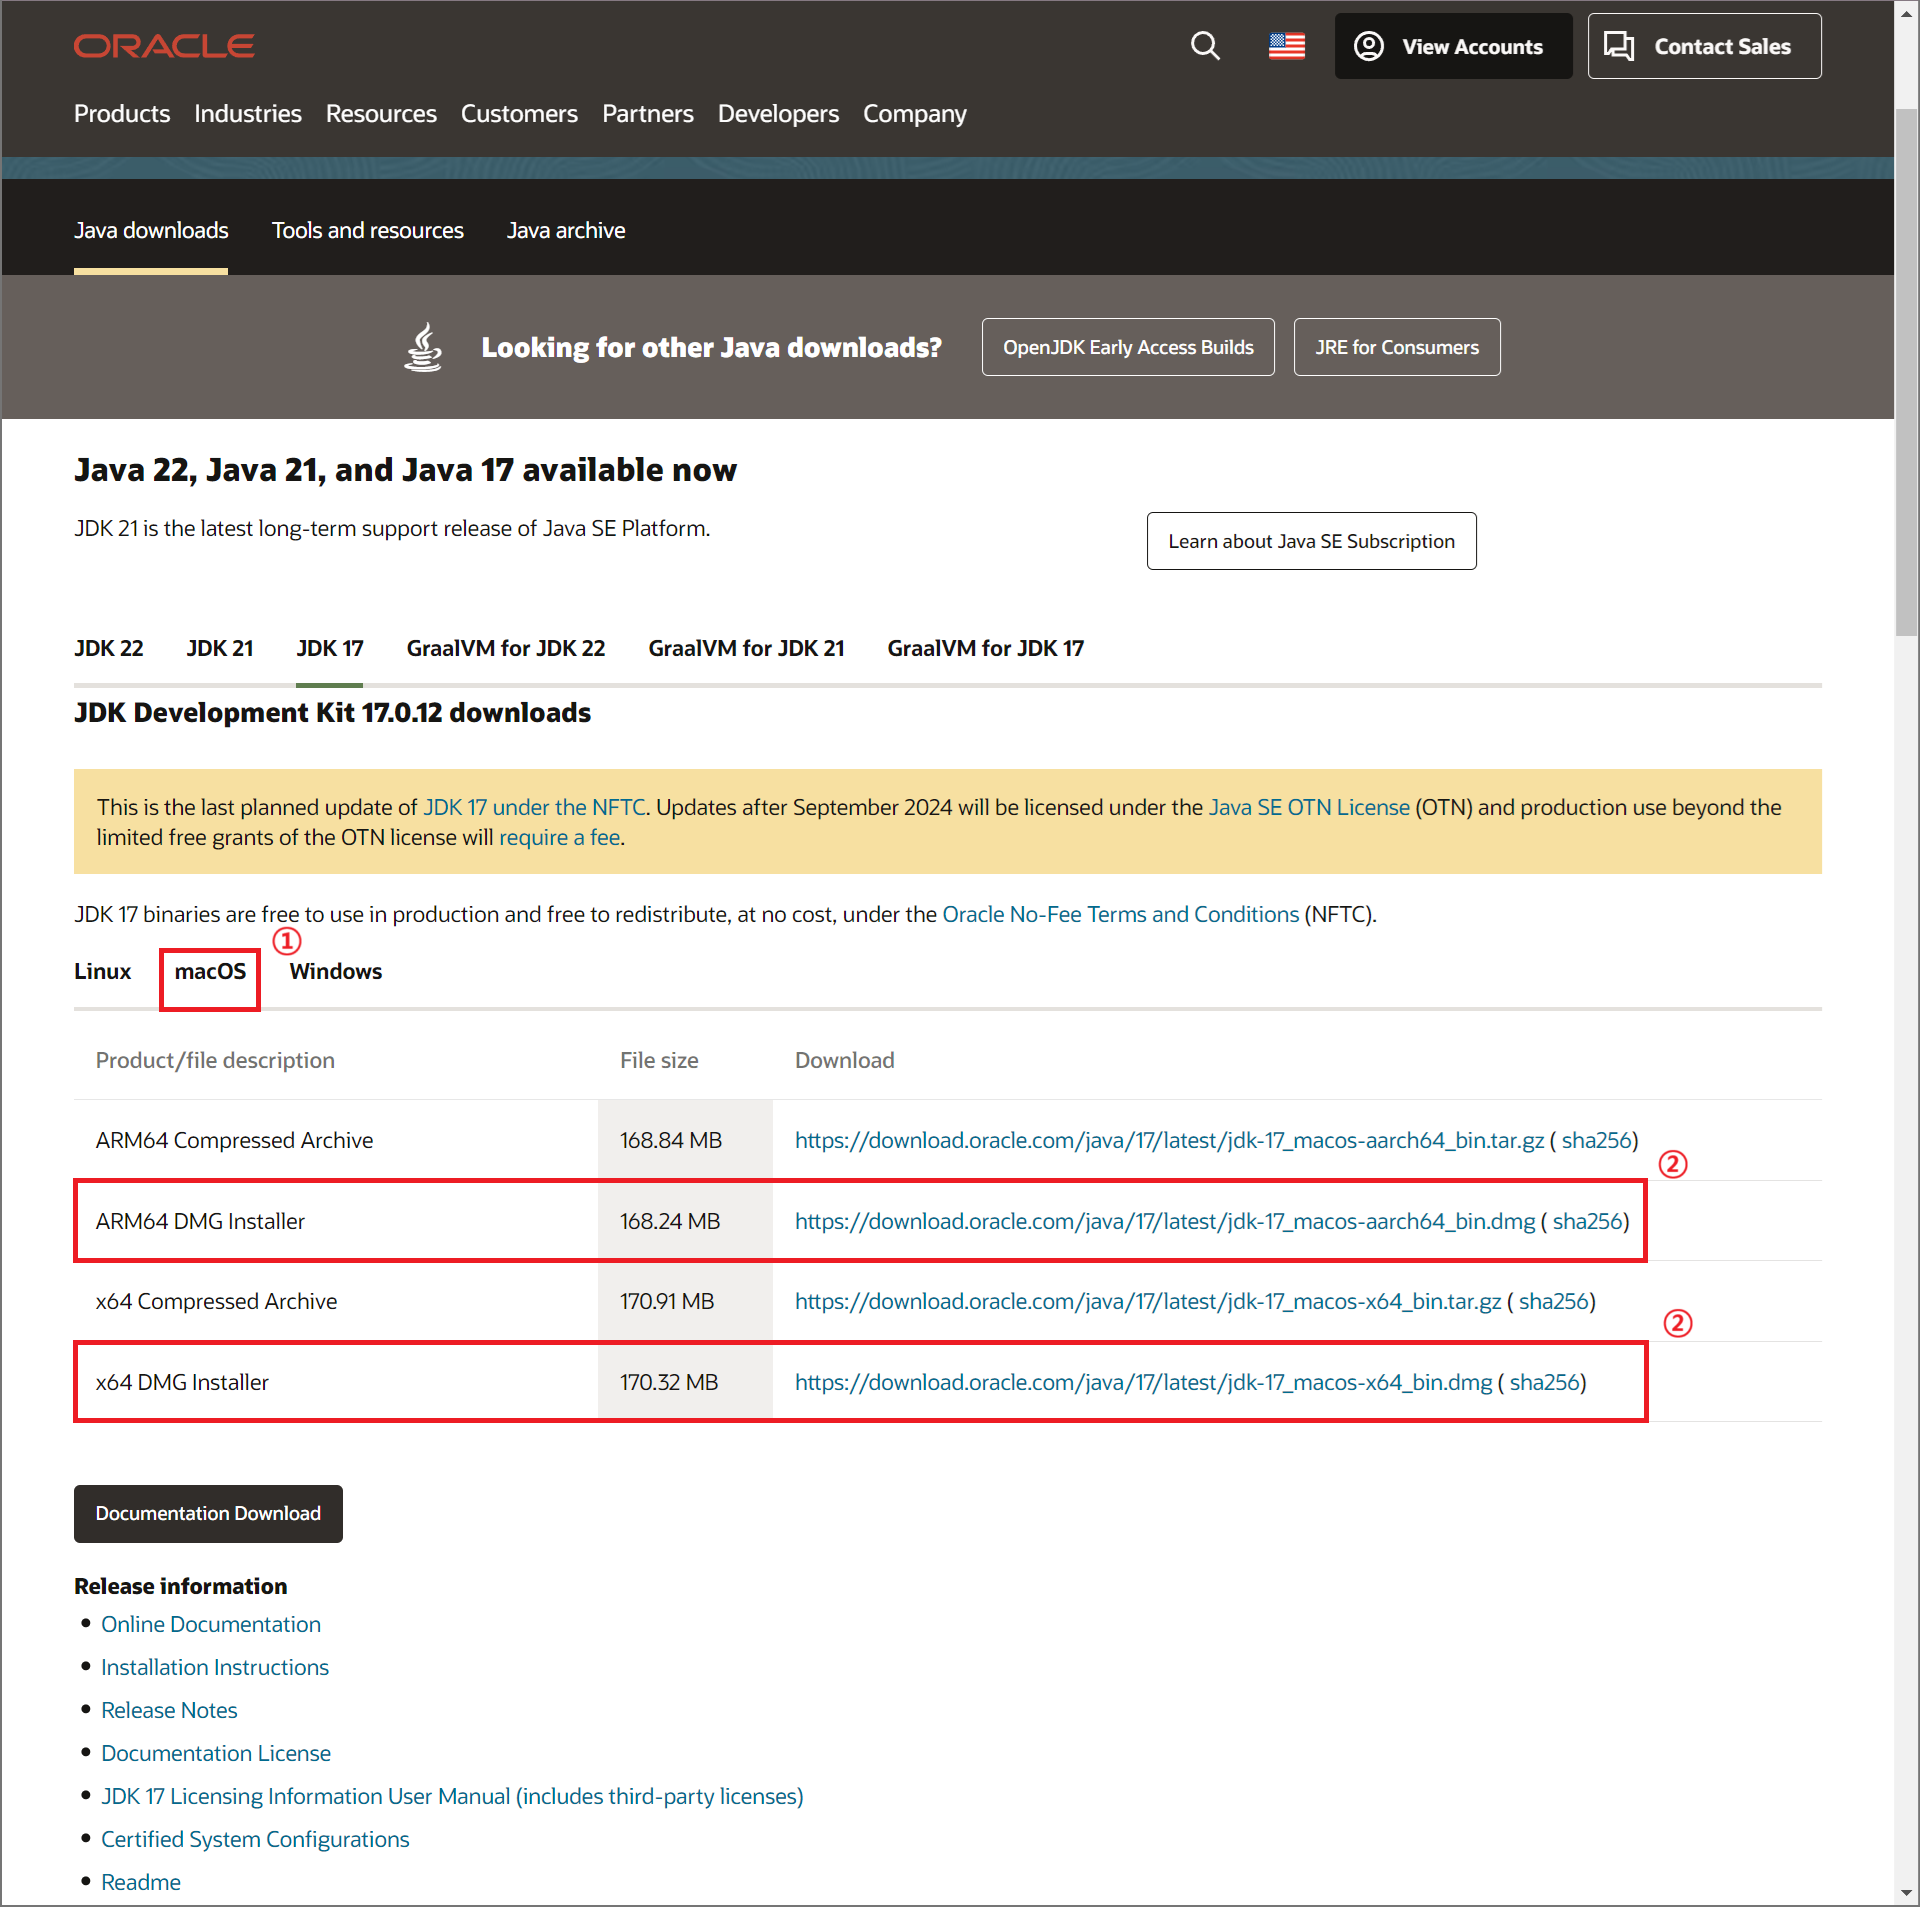 ORACLE
View Accounts
Contact Sales
Products Industries Resources Customers Partners Developers Company
Java downloads Tools and resources Java archive
Looking for other Java downloads? OpenJDK Early Access Builds JRE for Consumers
Java 22, Java 21, and Java 17 available now
JDK 21 is the latest long-term support release of Java SE Platform.
Learn about Java SE Subscription
JDK 22 JDK 21 JDK 17 GraalVM for JDK 22 GraalVM for JDK 21 GraalVM for JDK 17
JDK Development Kit 17.0.12 downloads
This is the last planned update of JDK 17 under the NFTC. Updates after September 2024 will be licensed under the Java SE OTN License (OTN) and production use beyond the
limited free grants of the OTN license will require a fee.
JDK 17 binaries are free to use in production and free to redistribute, at no cost, under the Oracle No-Fee Terms and Conditions (NFTC).
①
Linux macOS Windows
Product/file description File size Download
ARM64 Compressed Archive 168.84 MB https://download.oracle.com/java/17/latest/jdk-17_macos-aarch64_bin.tar.gz ( sha256)
②
ARM64 DMG Installer 168.24 MB https://download.oracle.com/java/17/latest/jdk-17_macos-aarch64_bin.dmg ( sha256)
x64 Compressed Archive 170.91 MB https://download.oracle.com/java/17/latest/jdk-17_macos-x64_bin.tar.gz ( sha256)
②
x64 DMG Installer 170.32 MB https://download.oracle.com/java/17/latest/jdk-17_macos-x64_bin.dmg ( sha256)
Documentation Download
Release information
• Online Documentation
• Installation Instructions
• Release Notes
• Documentation License
• JDK 17 Licensing Information User Manual (includes third-party licenses)
• Certified System Configurations
• Readme